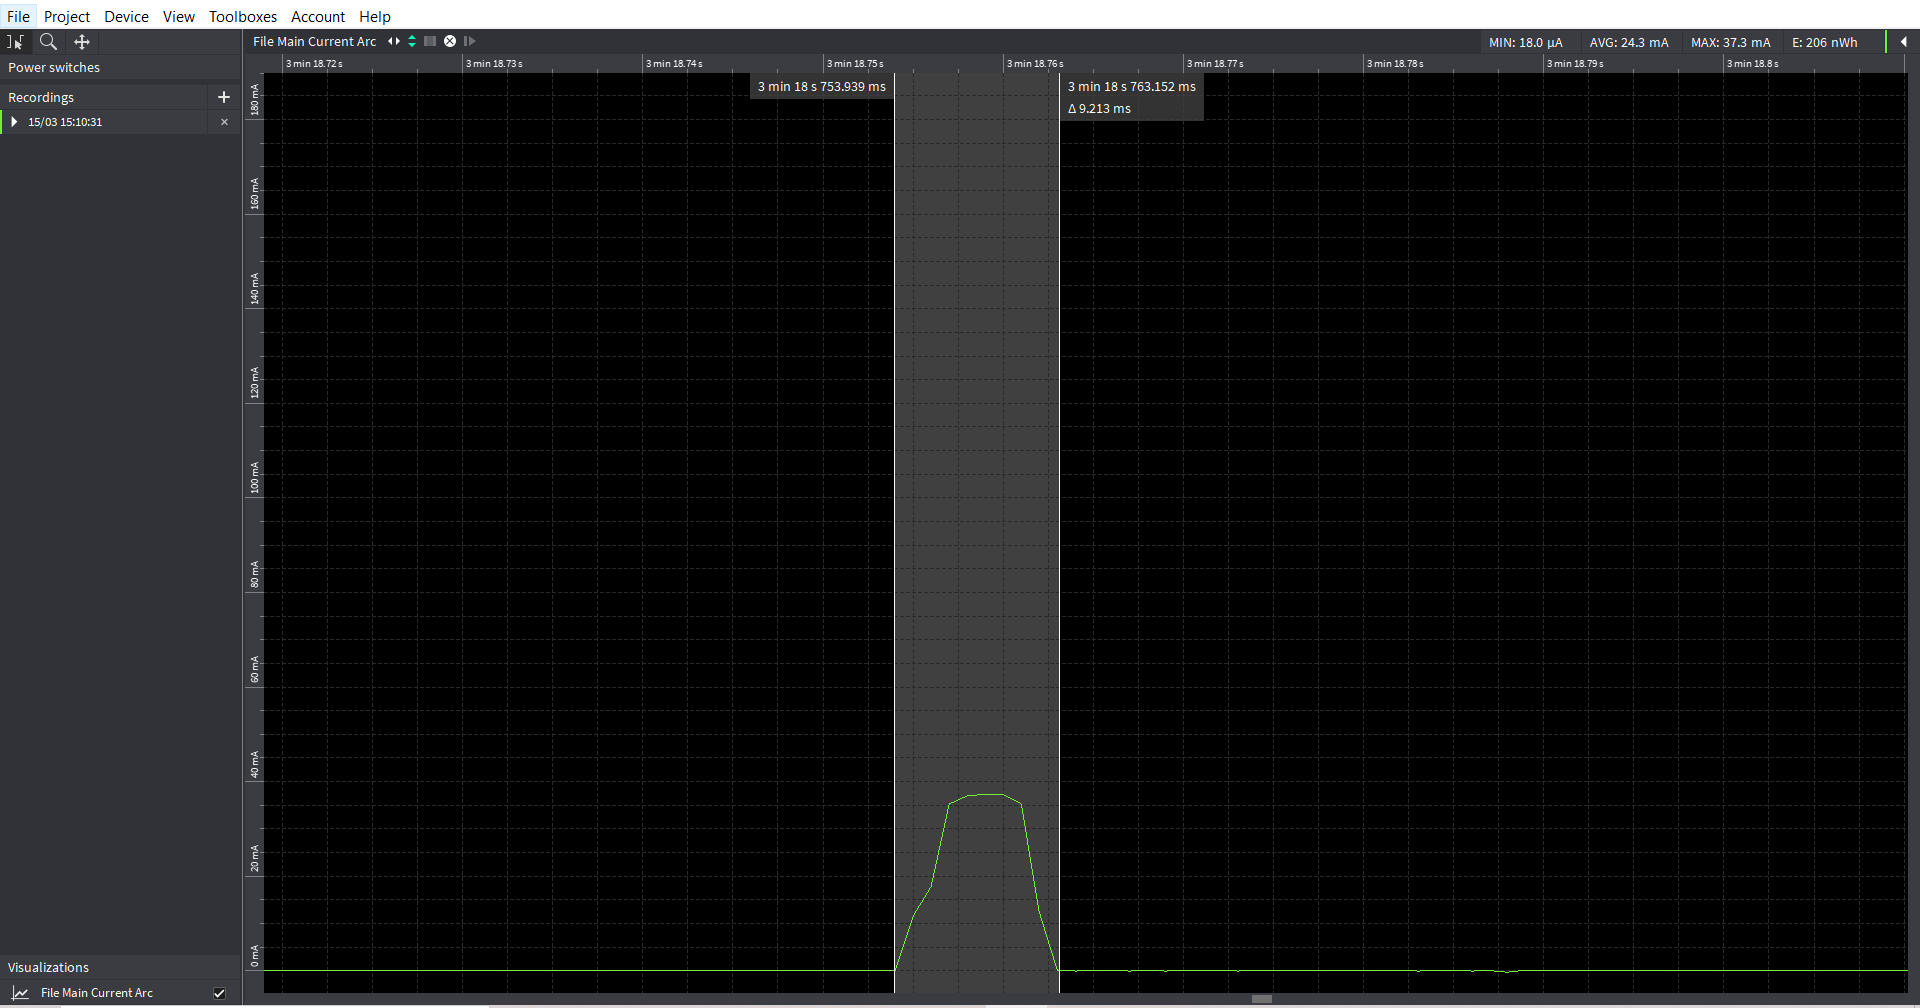 File Project Device View Toolboxes Account Help
File Main Current Arc
MIN: 18.0 µA AVG: 24.3 mA MAX: 37.3 mA E: 206 nWh
Power switches
Recordings
15/03 15:10:31
3 min 18.72 s 3 min 18.73 s 3 min 18.74 s 3 min 18.75 s 3 min 18.76 s 3 min 18.77 s 3 min 18.78 s 3 min 18.79 s 3 min 18.8 s
3 min 18 s 753.939 ms
3 min 18 s 763.152 ms
Δ 9.213 ms
180 mA
160 mA
140 mA
120 mA
100 mA
80 mA
60 mA
40 mA
20 mA
0 mA
Visualizations
File Main Current Arc